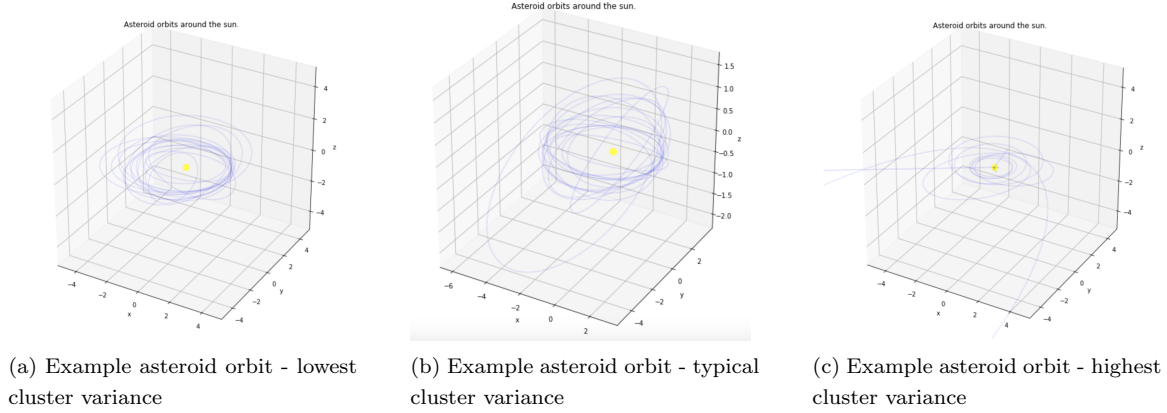 Asteroid orbits around the sun.
4
2
0
−2
−4
z
−4
−2
0
2
4
x
−4
−2
0
2
4
y
(a) Example asteroid orbit - lowest
cluster variance
Asteroid orbits around the sun.
1.5
1.0
0.5
0.0
−0.5
−1.0
−1.5
−2.0
z
−6
−4
−2
0
2
x
−4
−2
0
2
y
(b) Example asteroid orbit - typical
cluster variance
Asteroid orbits around the sun.
4
2
0
−2
−4
z
−4
−2
0
2
4
x
−4
−2
0
2
4
y
(c) Example asteroid orbit - highest
cluster variance